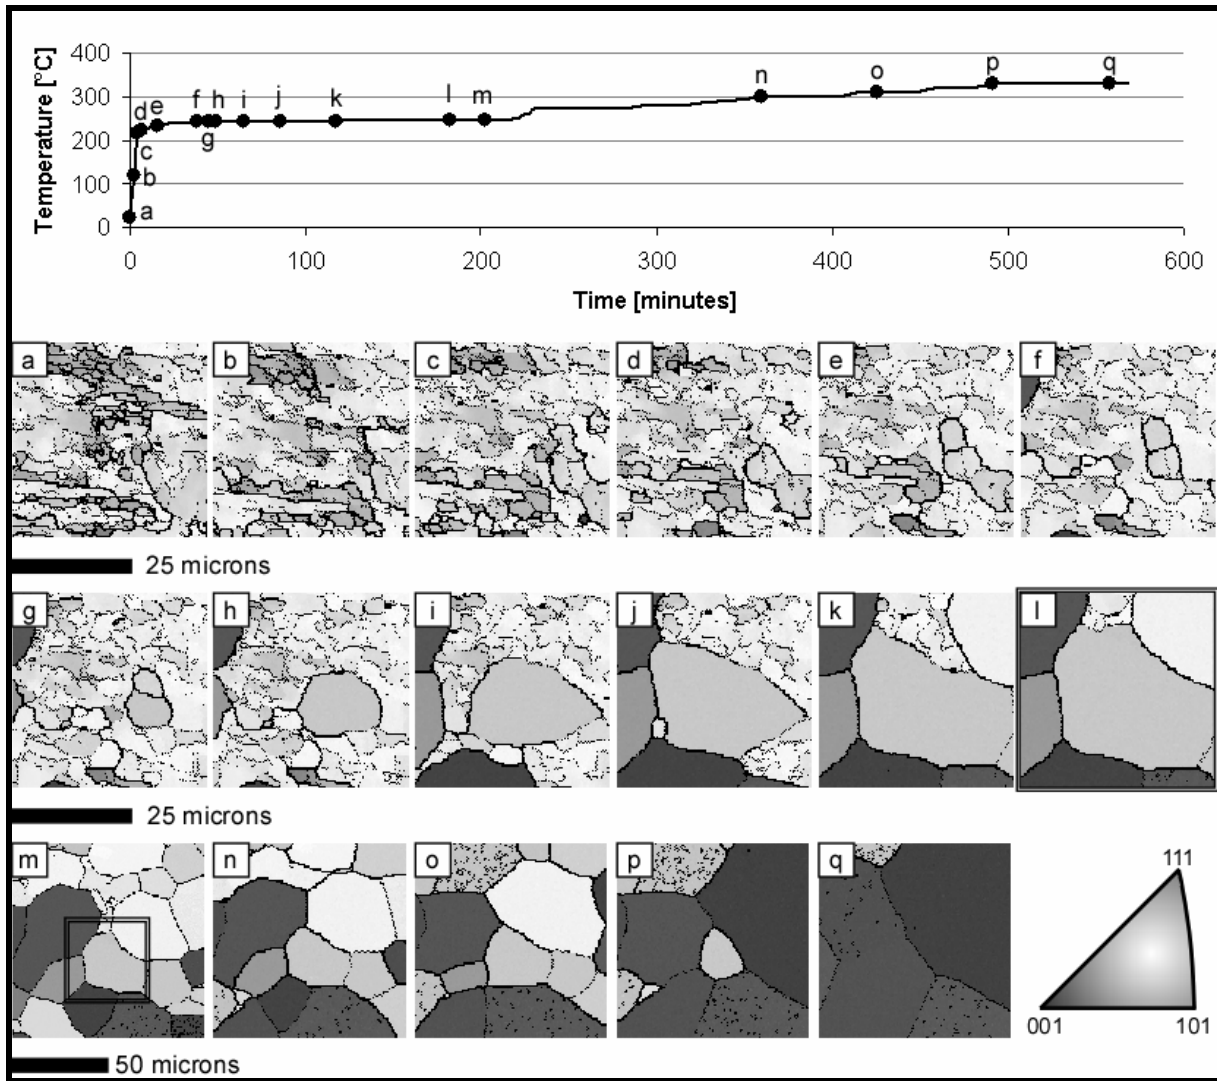 Temperature [°C]
400
300
200
100
0
a
b
c
d
e
f
g
h
i
j
k
l
m
n
o
p
q
0
100
200
300
400
500
600
Time [minutes]
a b c d e f
25 microns
g h i j k l
25 microns
m n o p q
111
001 101
50 microns